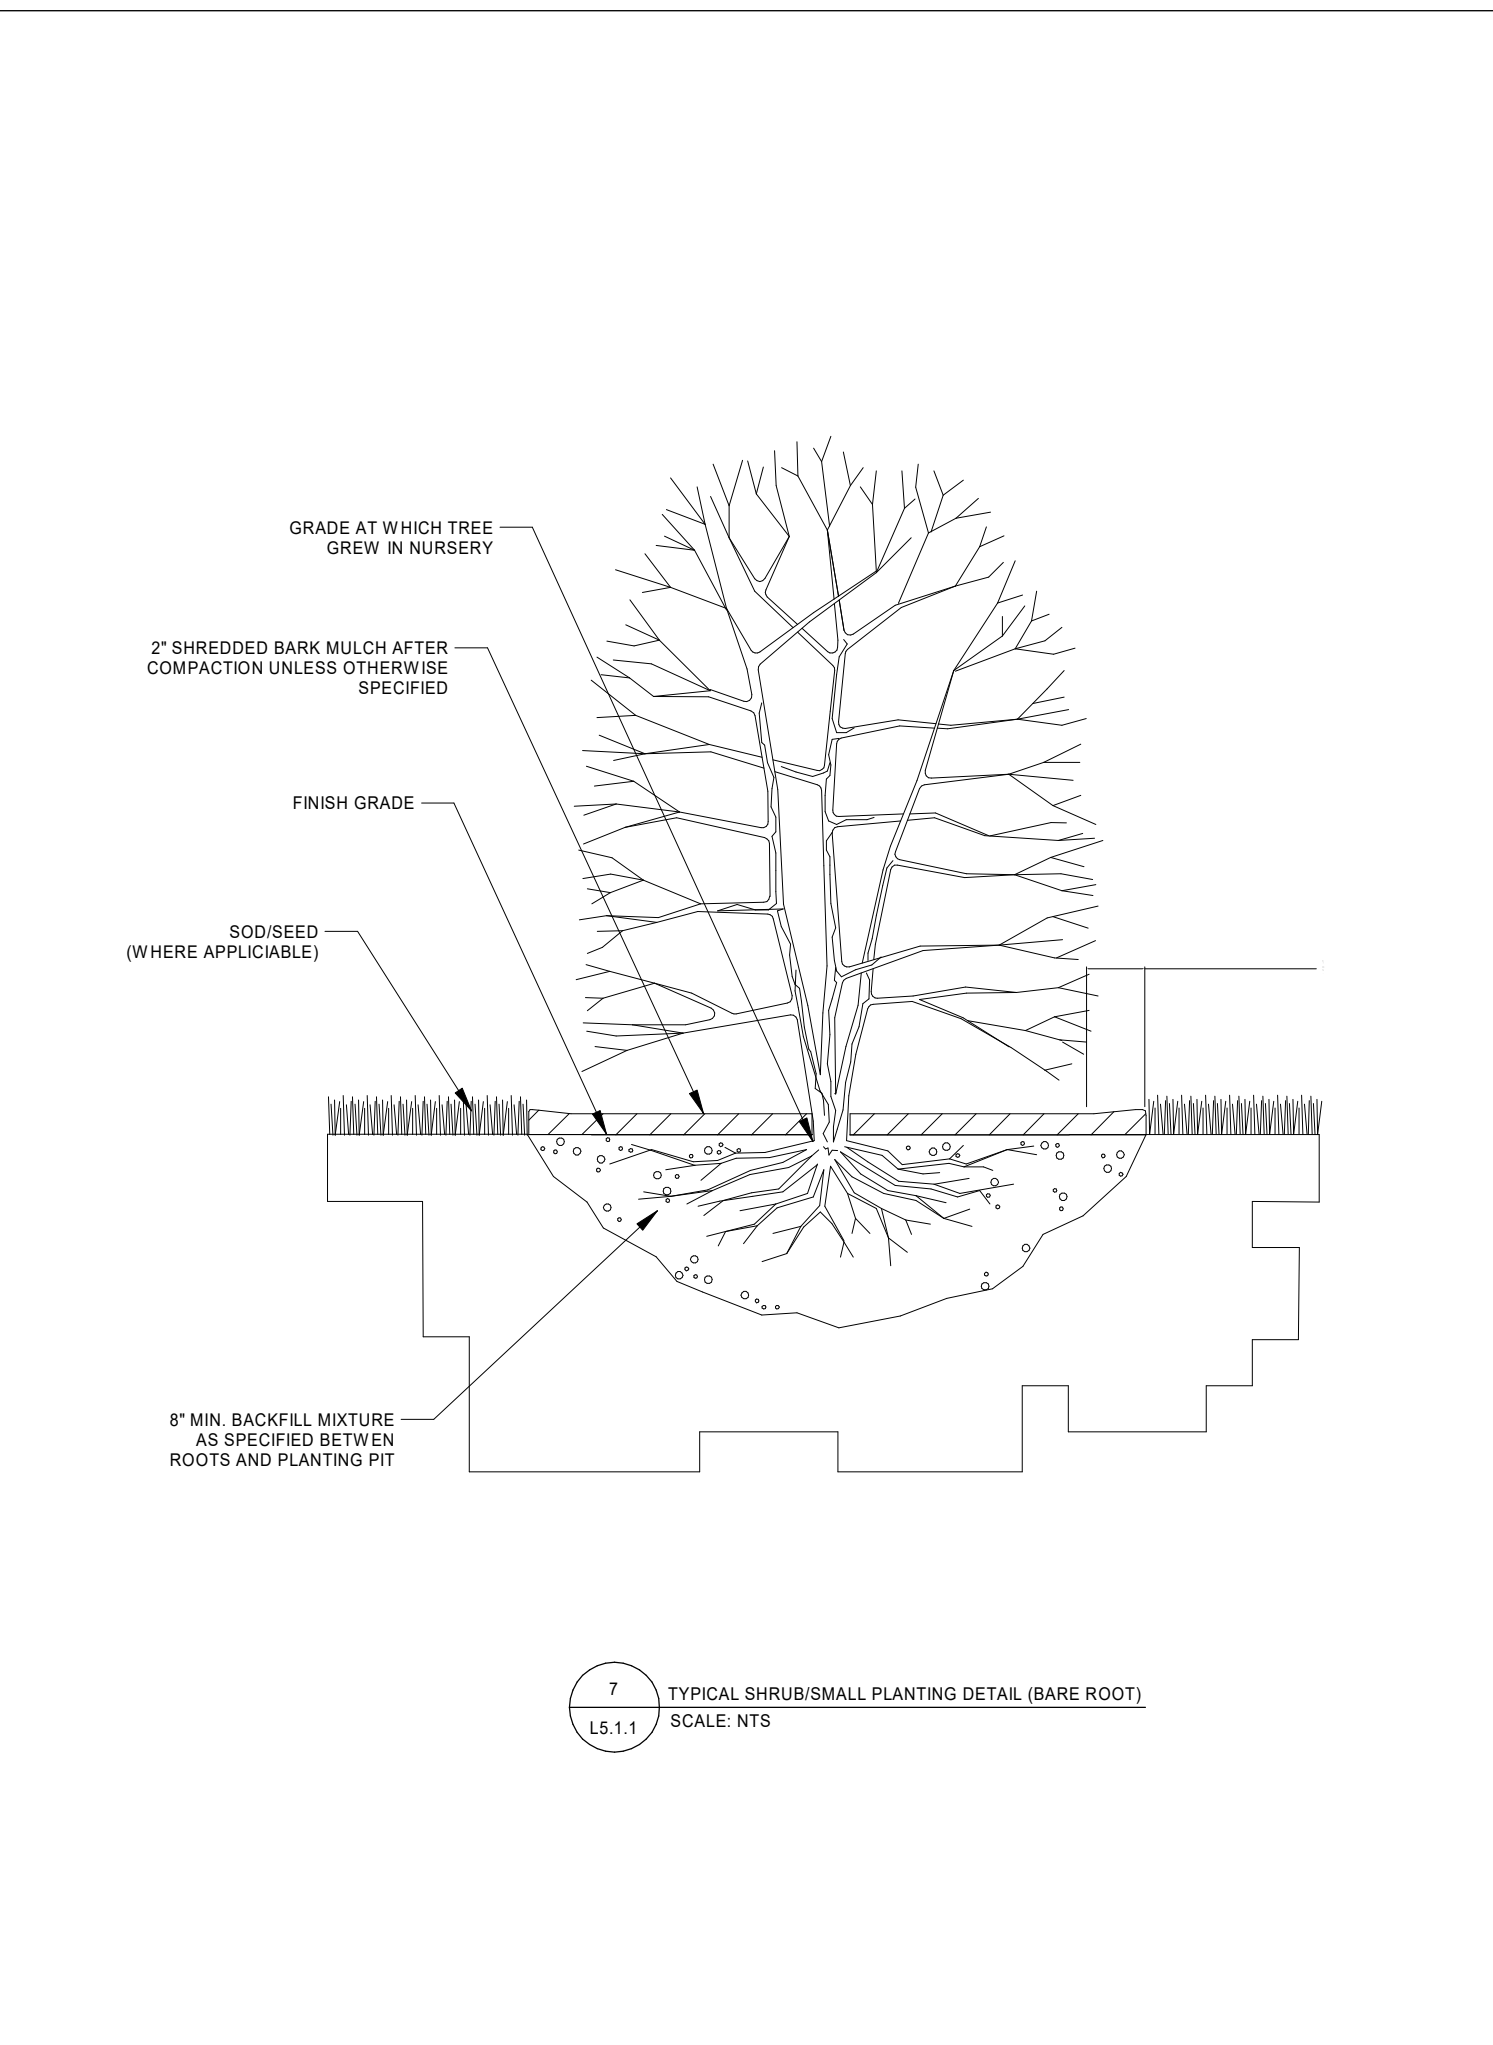 GRADE AT WHICH TREE
GREW IN NURSERY
2" SHREDDED BARK MULCH AFTER
COMPACTION UNLESS OTHERWISE
SPECIFIED
FINISH GRADE
SOD/SEED
(WHERE APPLICIABLE)
8" MIN. BACKFILL MIXTURE
AS SPECIFIED BETWEN
ROOTS AND PLANTING PIT
7
L5.1.1
TYPICAL SHRUB/SMALL PLANTING DETAIL (BARE ROOT)
SCALE: NTS